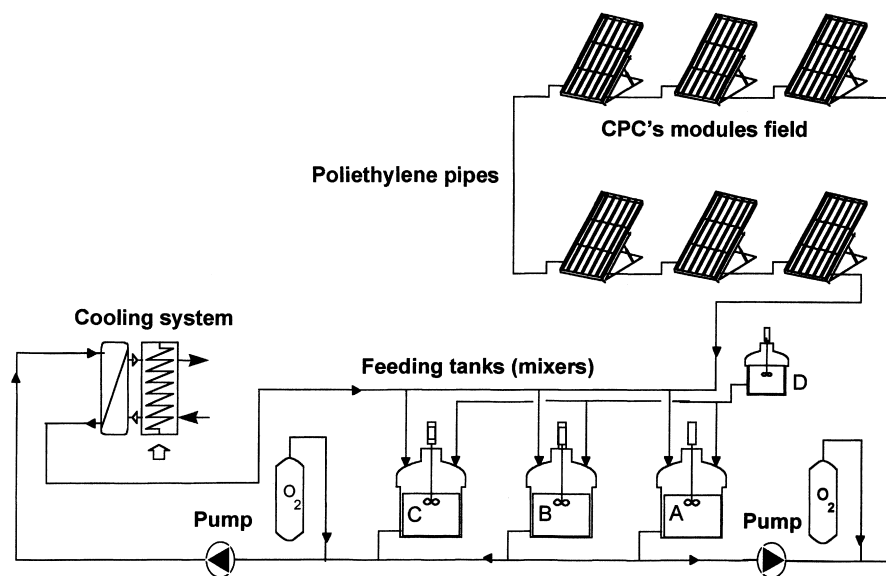 CPC's modules field
Poliethylene pipes
Cooling system
Feeding tanks (mixers)
D
O2
C
B
A
O2
Pump
Pump